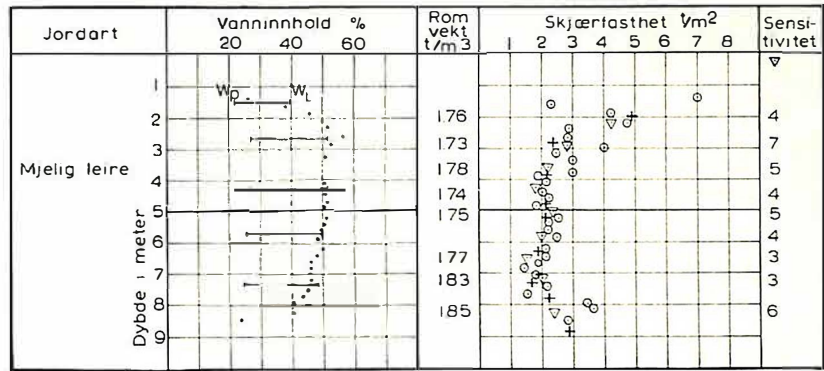 Jordart
Vanninnhold %
20 40 60
Rom
vekt
t/m3
Skjærfasthet t/m2
1 2 3 4 5 6 7 8
Sensi-
tivitet
Mjelig leire
Dybde i meter
1
2
3
4
5
6
7
8
9
Wp WL
1.76
1.73
1.78
1.74
1.75
1.77
1.83
1.85
4
7
5
4
5
4
3
3
6